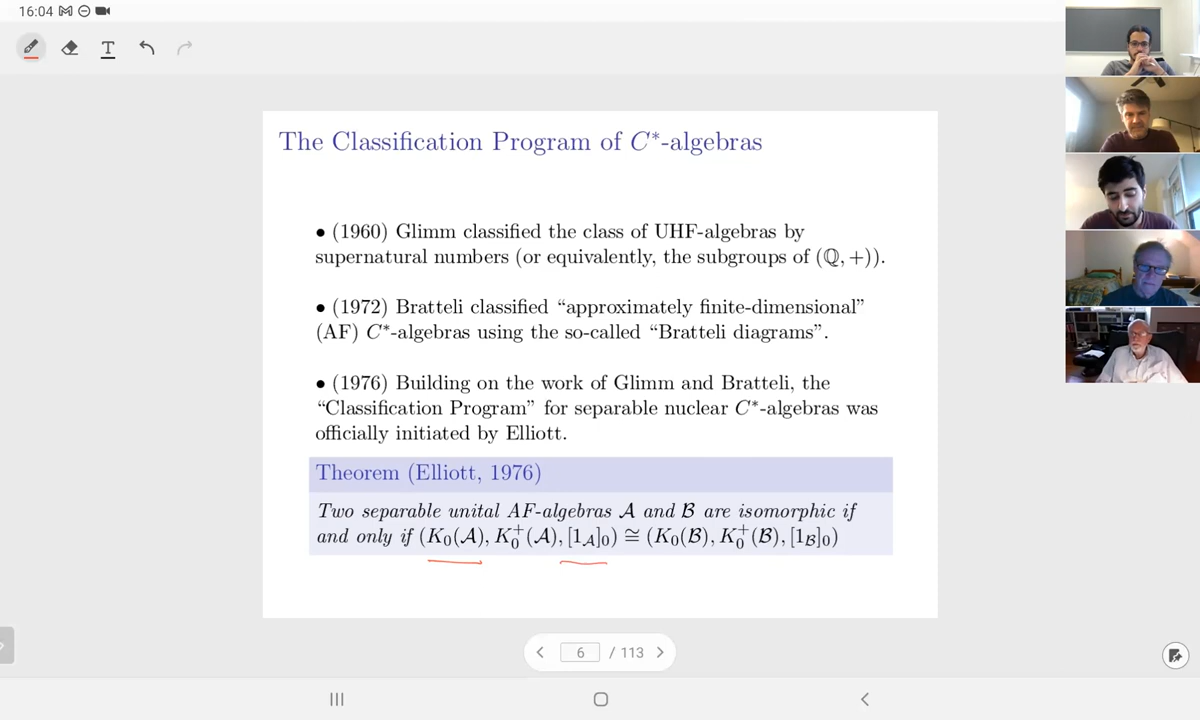 16:04
T
The Classification Program of C*-algebras
• (1960) Glimm classified the class of UHF-algebras by
supernatural numbers (or equivalently, the subgroups of (ℚ, +)).
• (1972) Bratteli classified “approximately finite-dimensional”
(AF) C*-algebras using the so-called “Bratteli diagrams”.
• (1976) Building on the work of Glimm and Bratteli, the
“Classification Program” for separable nuclear C*-algebras was
officially initiated by Elliott.
Theorem (Elliott, 1976)
Two separable unital AF-algebras 𝒜 and ℬ are isomorphic if
and only if (K₀(𝒜), K₀⁺(𝒜), [1_𝒜]₀) ≅ (K₀(ℬ), K₀⁺(ℬ), [1_ℬ]₀)
6 / 113